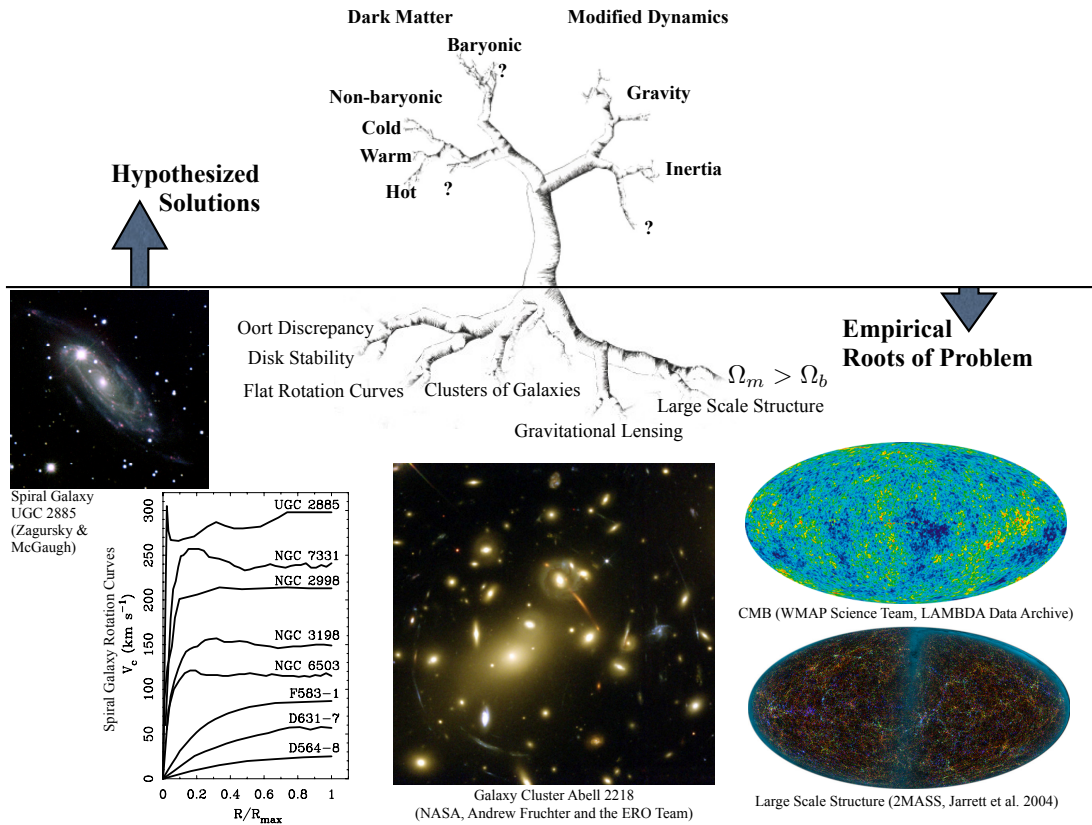 Dark Matter
Modified Dynamics
Baryonic
?
Non-baryonic
Gravity
Cold
Warm
Hot
?
Inertia
?
Hypothesized
Solutions
Empirical
Roots of Problem
Oort Discrepancy
Disk Stability
Flat Rotation Curves
Clusters of Galaxies
Gravitational Lensing
Large Scale Structure
Ωm > Ωb
Spiral Galaxy
UGC 2885
(Zagursky &
McGaugh)
Spiral Galaxy Rotation Curves
Vc (km s−1)
300
250
200
150
100
50
0
UGC 2885
NGC 7331
NGC 2998
NGC 3198
NGC 6503
F583−1
D631−7
D564−8
0 0.2 0.4 0.6 0.8 1
R/Rmax
Galaxy Cluster Abell 2218
(NASA, Andrew Fruchter and the ERO Team)
CMB (WMAP Science Team, LAMBDA Data Archive)
Large Scale Structure (2MASS, Jarrett et al. 2004)